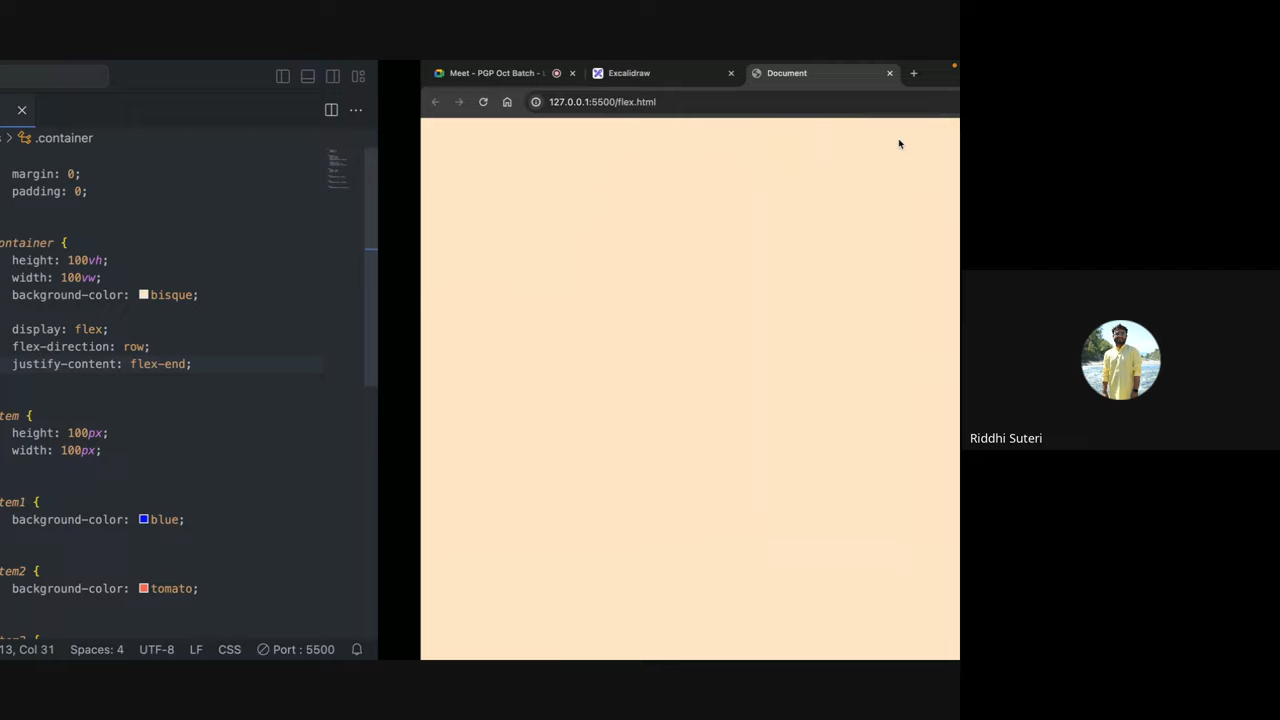 .container
margin: 0;
padding: 0;
ontainer {
height: 100vh;
width: 100vw;
background-color: bisque;
display: flex;
flex-direction: row;
justify-content: flex-end;
tem {
height: 100px;
width: 100px;
tem1 {
background-color: blue;
tem2 {
background-color: tomato;
13, Col 31 Spaces: 4 UTF-8 LF CSS Port : 5500
Meet - PGP Oct Batch - Excalidraw Document
127.0.0.1:5500/flex.html
Riddhi Suteri